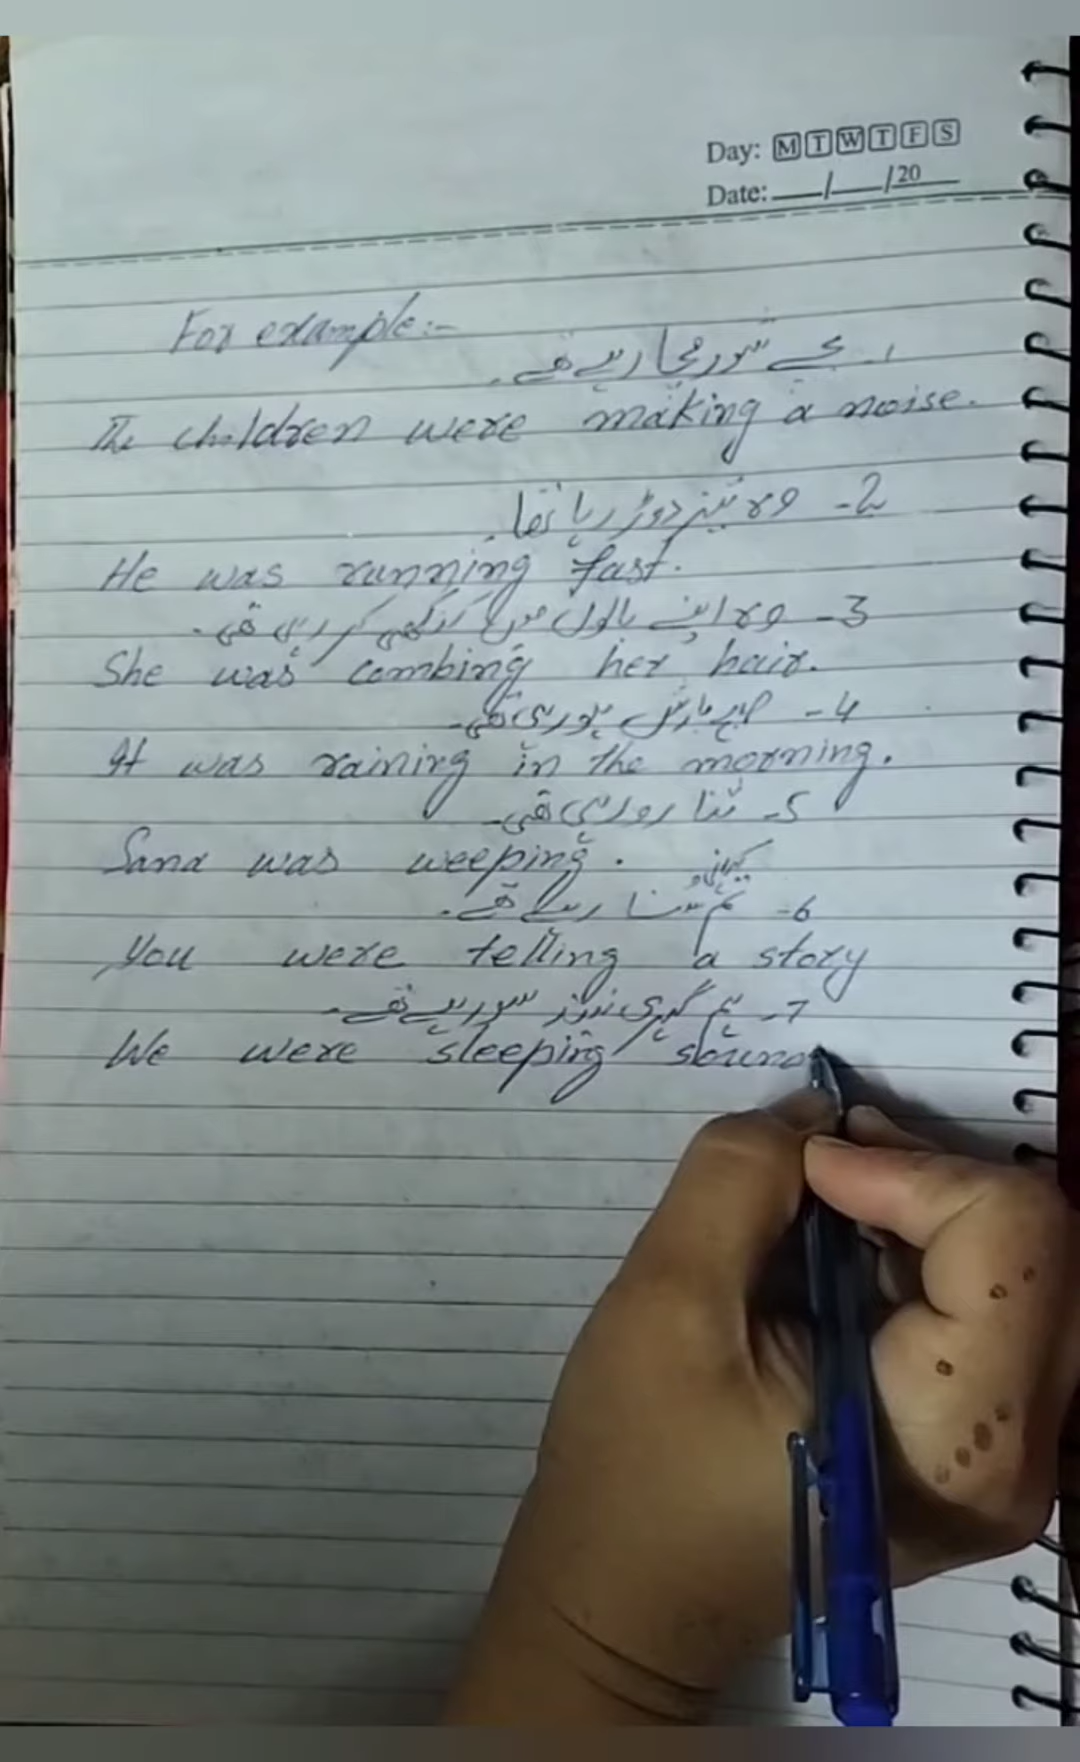 Day: M T W T F S
Date: ___/___/20___
For example:-
1۔ بچے شور مچا رہے تھے۔
The children were making a noise.
2۔ وہ تیز دوڑ رہا تھا۔
He was running fast.
3۔ وہ اپنے بالوں میں کنگھی کر رہی تھی۔
She was combing her hair.
4۔ صبح بارش ہو رہی تھی۔
It was raining in the morning.
5۔ ثنا رو رہی تھی۔
Sana was weeping.
6۔ تم کہانی سنا رہے تھے۔
You were telling a story
7۔ ہم گہری نیند سو رہے تھے۔
We were sleeping sound